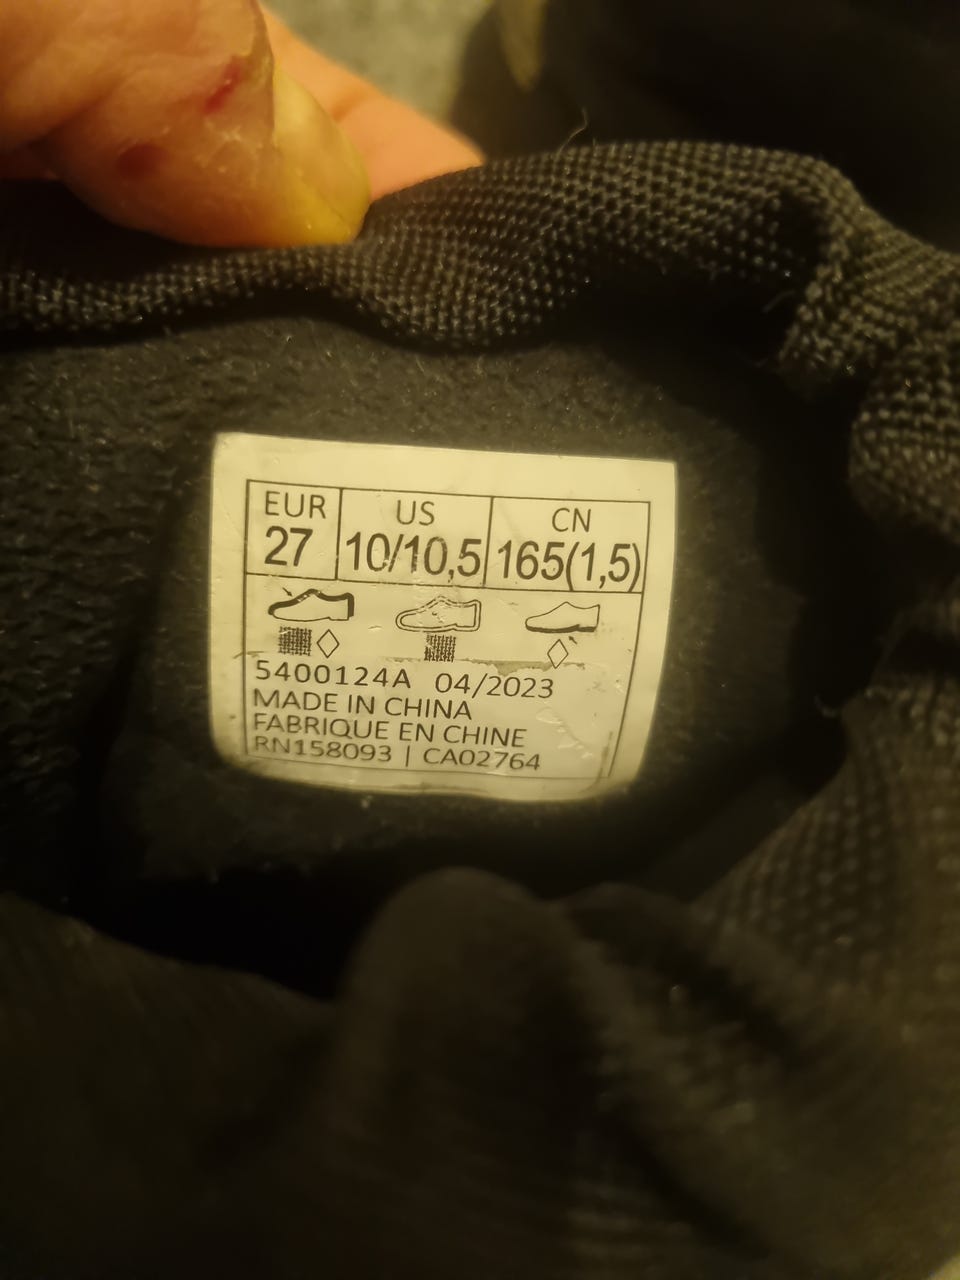 EUR US CN
27 10/10,5 165(1,5)
5400124A 04/2023
MADE IN CHINA
FABRIQUE EN CHINE
RN158093 | CA02764